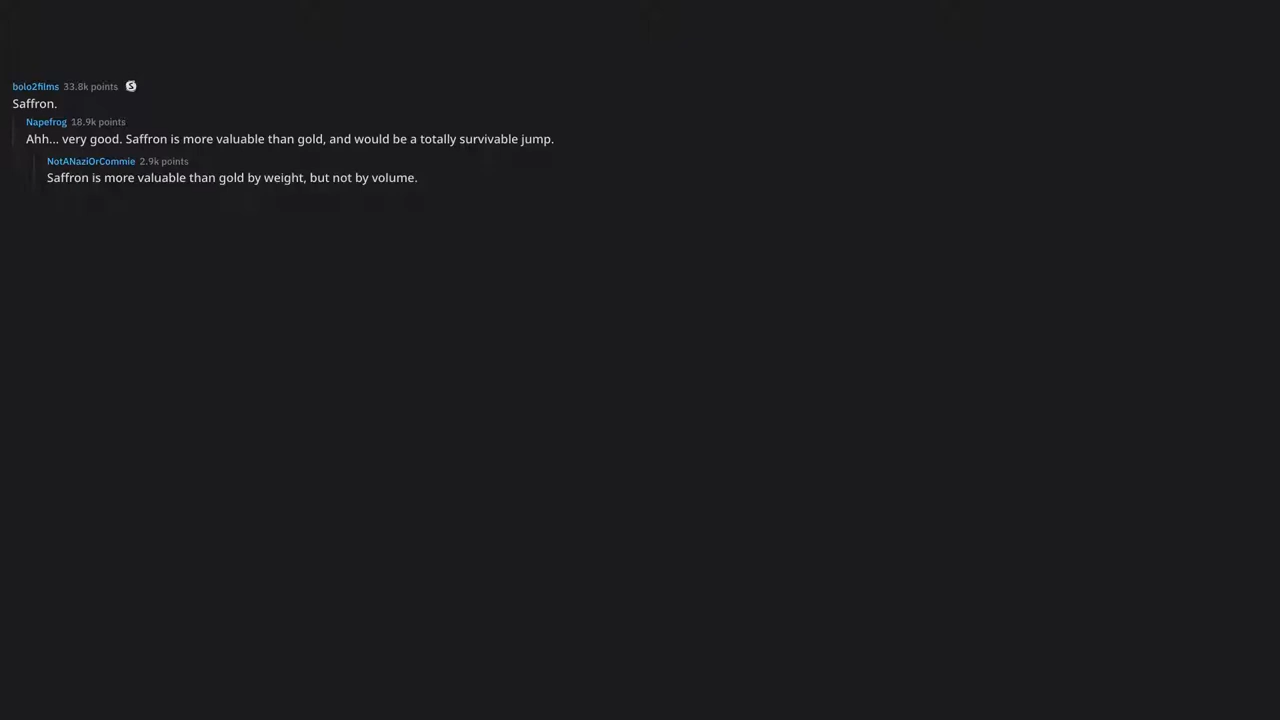 bolo2films 33.8k points S
Saffron.
Napefrog 18.9k points
Ahh... very good. Saffron is more valuable than gold, and would be a totally survivable jump.
NotANaziOrCommie 2.9k points
Saffron is more valuable than gold by weight, but not by volume.